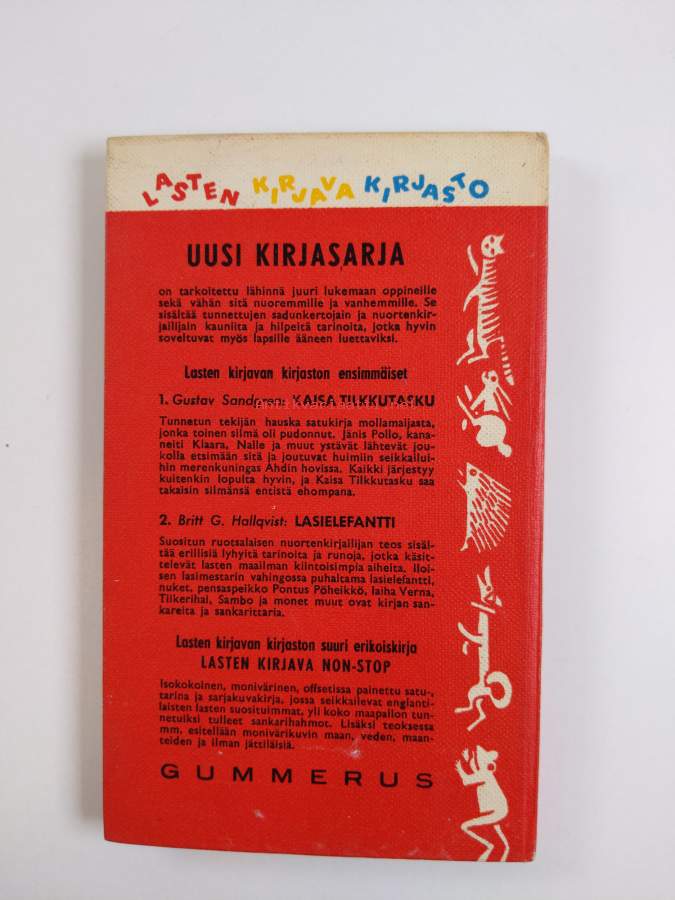 LASTEN KIRJAVA KIRJASTO
UUSI KIRJASARJA
on tarkoitettu lähinnä juuri lukemaan oppineille
sekä vähän sitä nuoremmille ja vanhemmille. Se
sisältää tunnettujen sadunkertojain ja nuortenkir-
jailijain kauniita ja hilpeitä tarinoita, jotka hyvin
soveltuvat myös lapsille ääneen luettaviksi.
Lasten kirjavan kirjaston ensimmäiset
1. Gustav Sandgren: KAISA TILKKUTASKU
Tunnetun tekijän hauska satukirja mollamaijasta,
jonka toinen silmä oli pudonnut. Jänis Pollo, kana-
neiti Klaara, Nalle ja muut ystävät lähtevät jou-
kolla etsimään sitä ja joutuvat huimiin seikkailui-
hin merenkuningas Ahdin hovissa. Kaikki järjestyy
kuitenkin lopulta hyvin, ja Kaisa Tilkkutasku saa
takaisin silmänsä entistä ehompana.
2. Britt G. Hallqvist: LASIELEFANTTI
Suositun ruotsalaisen nuortenkirjailijan teos sisäl-
tää erillisiä lyhyitä tarinoita ja runoja, jotka käsit-
televät lasten maailman kiintoisimpia aiheita. Iloi-
sen lasimestarin vahingossa puhaltama lasielefantti,
nuket, pensaspeikko Pontus Pöheikkö, laiha Verna,
Tilkerihai, Sambo ja monet muut ovat kirjan san-
kareita ja sankarittaria.
Lasten kirjavan kirjaston suuri erikoiskirja
LASTEN KIRJAVA NON-STOP
Isokokoinen, monivärinen, offsetissa painettu satu-,
tarina ja sarjakuvakirja, jossa seikkailevat englanti-
laisten lasten suosituimmat, yli koko maapallon tun-
netuiksi tulleet sankarihahmot. Lisäksi teoksessa
mm. esitellään monivärikuvin maan, veden, maan-
teiden ja ilman jättiläisiä.
GUMMERUS